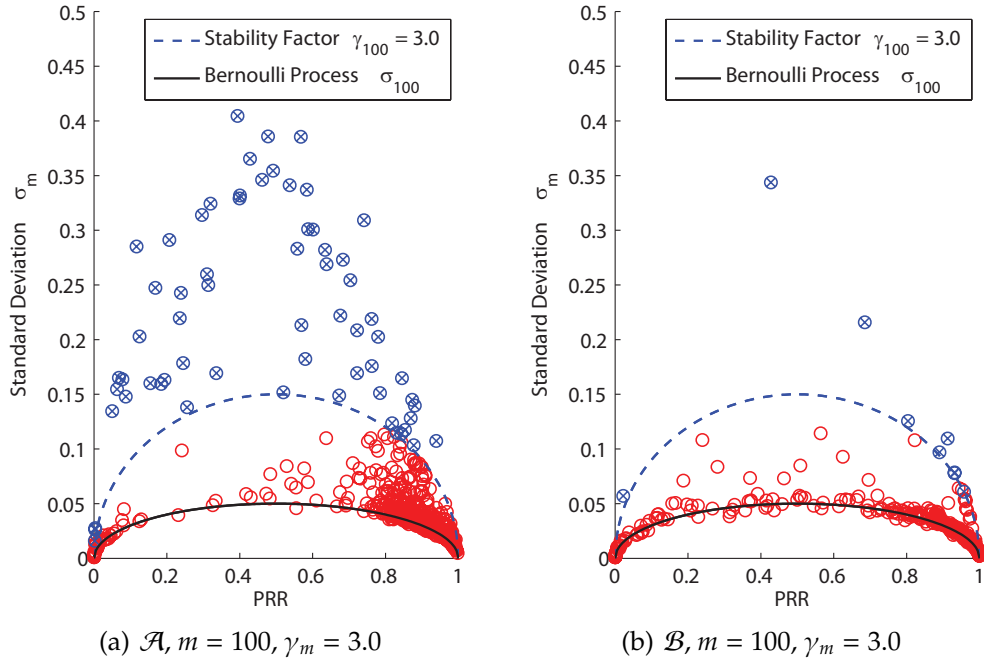 0.5
0.45
0.4
0.35
0.3
0.25
0.2
0.15
0.1
0.05
0
Standard Deviation σm
Stability Factor γ100 = 3.0
Bernoulli Process σ100
0 0.2 0.4 0.6 0.8 1
PRR
(a) 𝒜, m = 100, γm = 3.0
0.5
0.45
0.4
0.35
0.3
0.25
0.2
0.15
0.1
0.05
0
Standard Deviation σm
Stability Factor γ100 = 3.0
Bernoulli Process σ100
0 0.2 0.4 0.6 0.8 1
PRR
(b) ℬ, m = 100, γm = 3.0